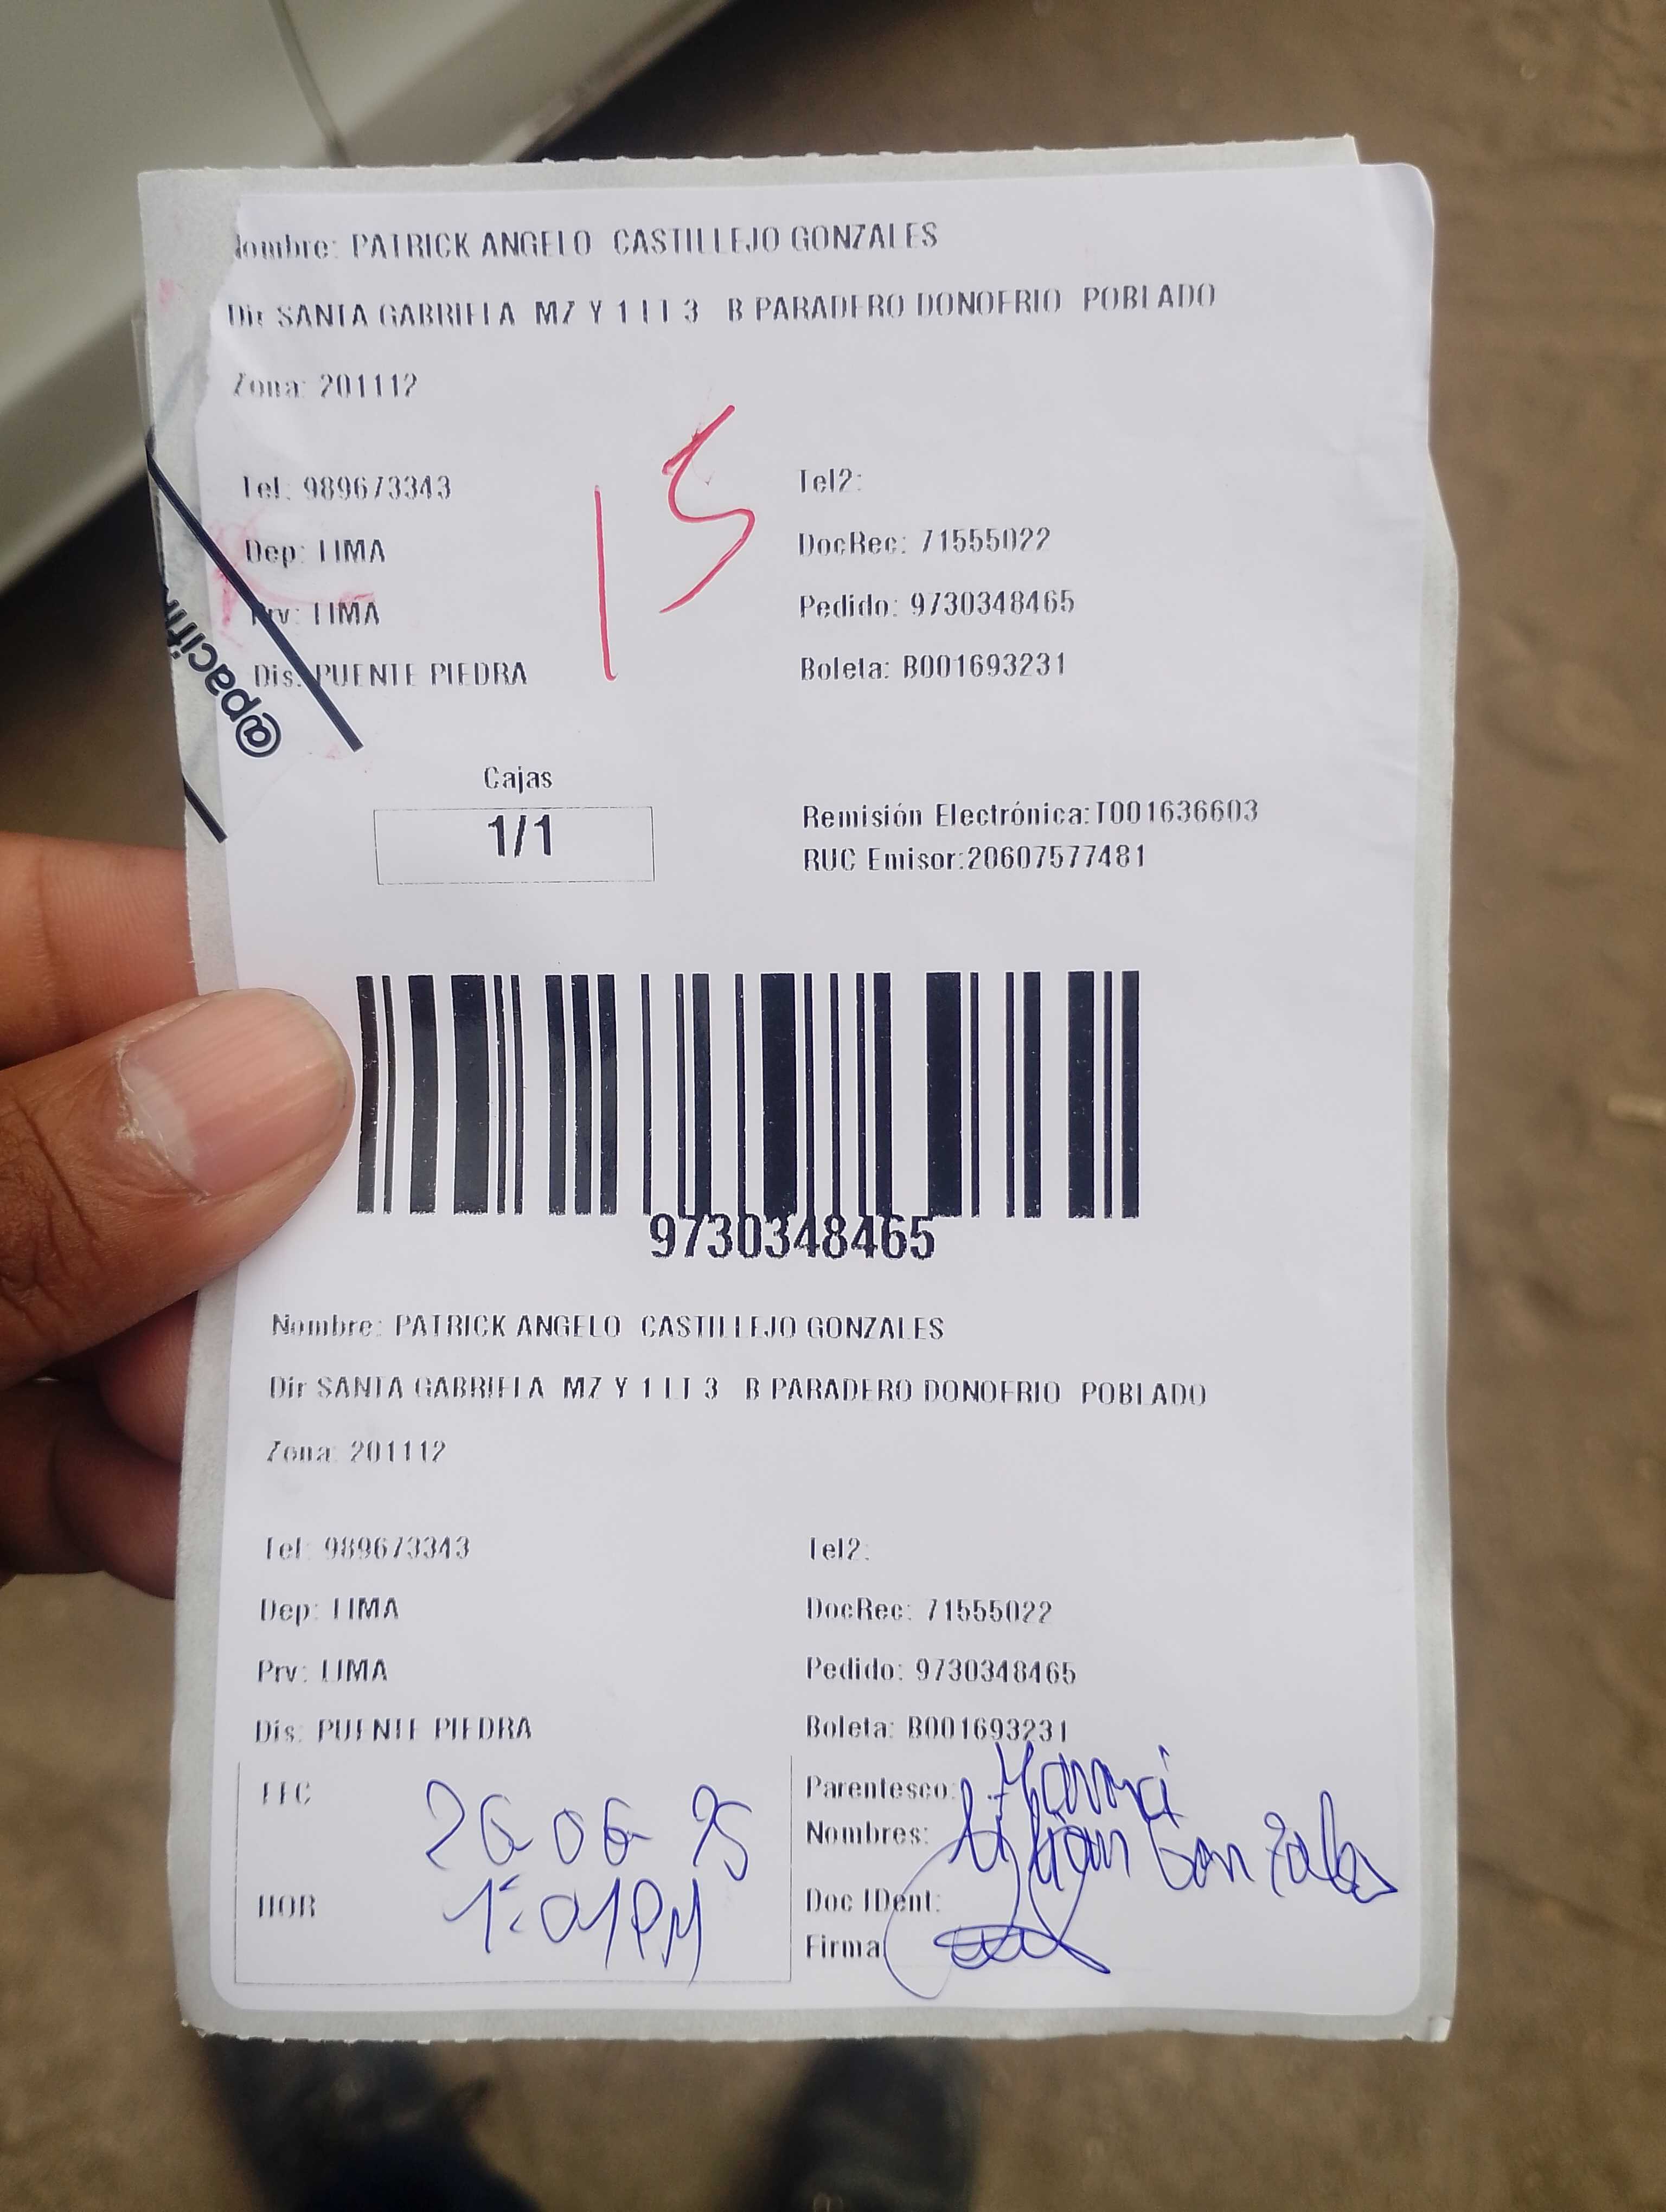 Nombre: PATRICK ANGELO CASTILLEJO GONZALES
Dir SANTA GABRIELA MZ Y 1 LT 3 B PARADERO DONOFRIO POBLADO
Zona: 201112
15
Tel: 989673343 Tel2:
Dep: LIMA DocRec: 71555022
Prv: LIMA Pedido: 9730348465
Dis: PUENTE PIEDRA Boleta: B001693231
Cajas
1/1
Remisión Electrónica:T001636603
RUC Emisor:20607577481
9730348465
Nombre: PATRICK ANGELO CASTILLEJO GONZALES
Dir SANTA GABRIELA MZ Y 1 LT 3 B PARADERO DONOFRIO POBLADO
Zona: 201112
Tel: 989673343 Tel2:
Dep: LIMA DocRec: 71555022
Prv: LIMA Pedido: 9730348465
Dis: PUENTE PIEDRA Boleta: B001693231
FEC 26 06 25
HOR 1:01PM
Parentesco: Mamá
Nombres: Lilian Gonzales
Doc IDent:
Firma